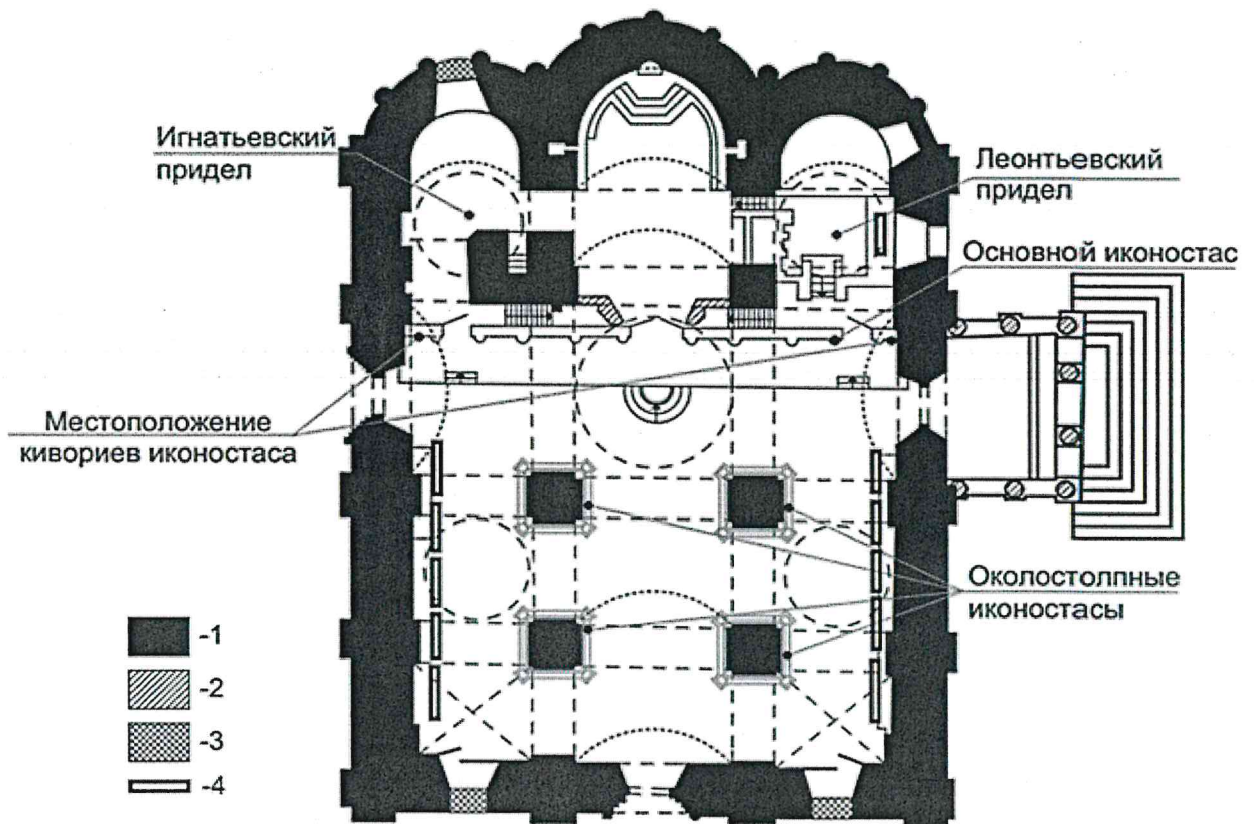 Игнатьевский
придел
Леонтьевский
придел
Основной иконостас
Местоположение
кивориев иконостаса
Околостолпные
иконостасы
-1
-2
-3
-4